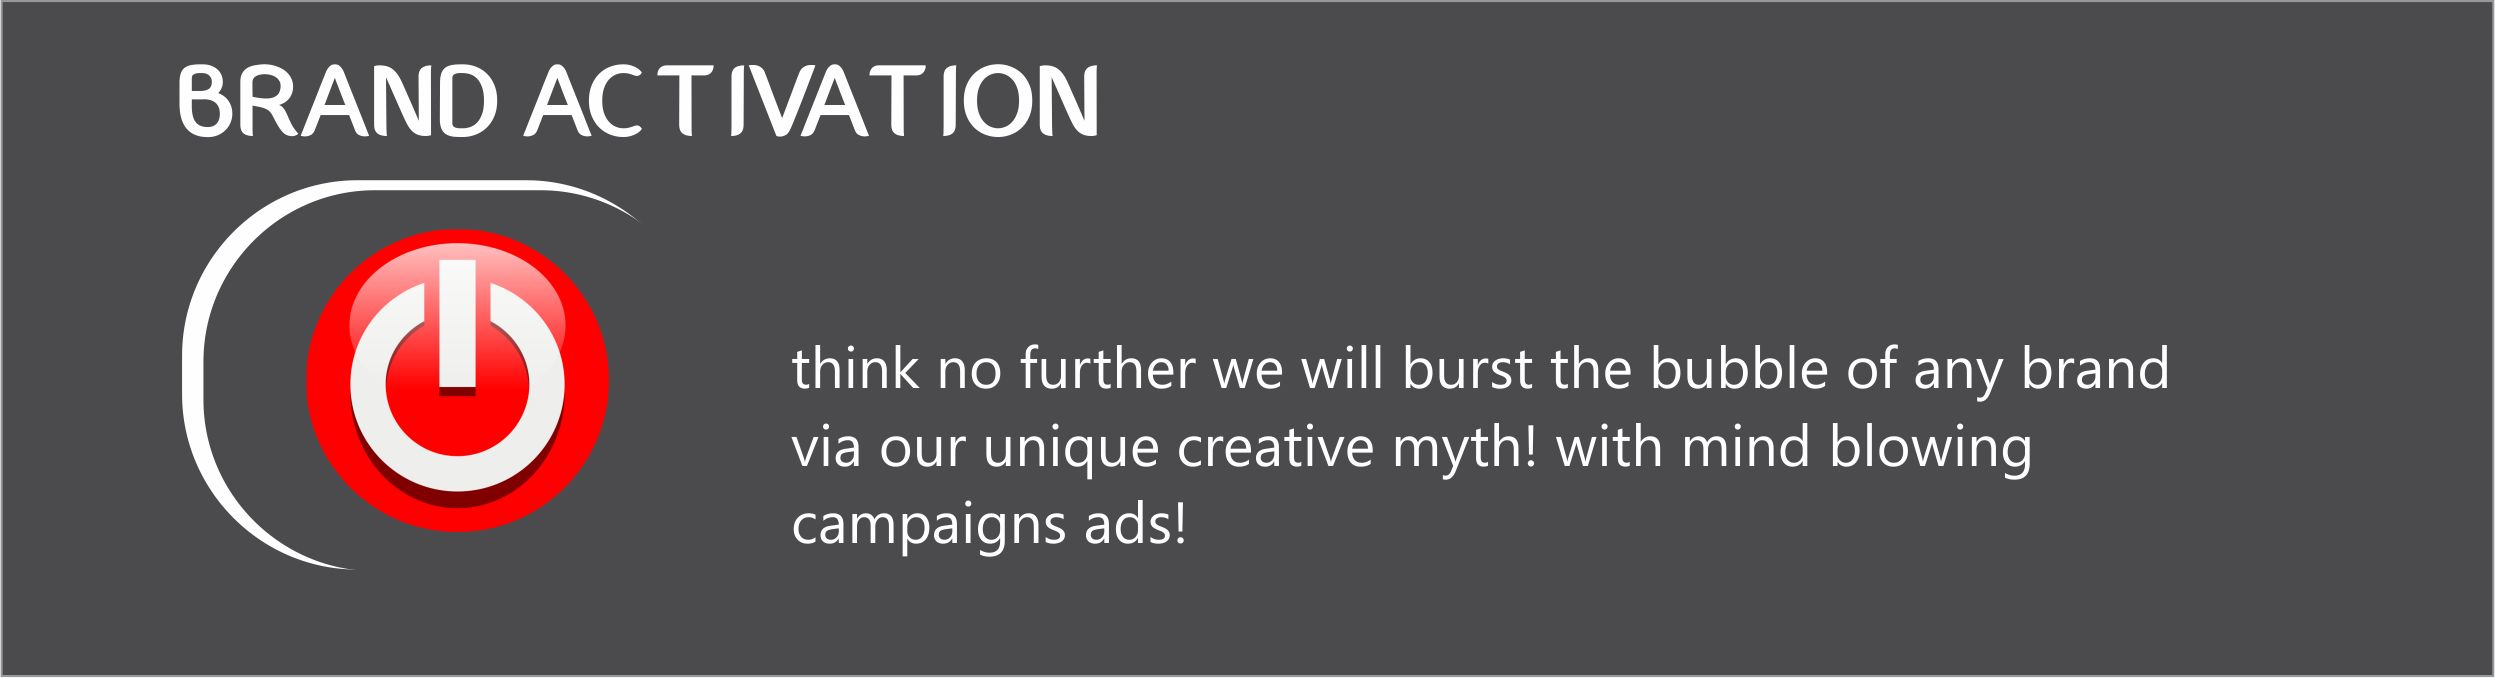 BRAND ACTIVATION
think no further we will burst the bubble of any brand
via our unique creative myth! with mind blowing
campaigns ads!